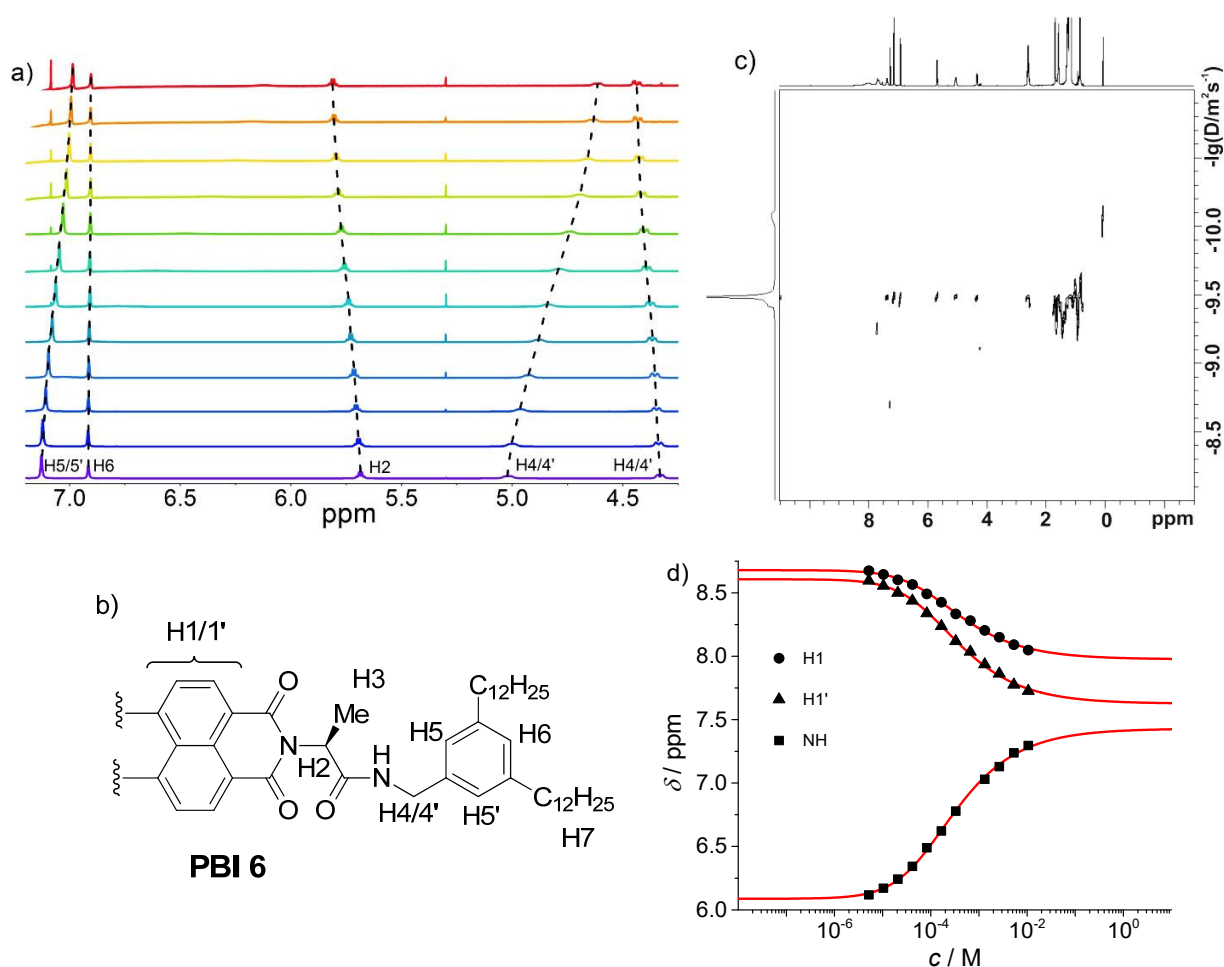 a)
H5/5'
H6
H2
H4/4'
H4/4'
7.0
6.5
6.0
5.5
5.0
4.5
ppm
c)
-lg(D/m²s⁻¹)
-10.0
-9.5
-9.0
-8.5
8
6
4
2
0
ppm
b)
H1/1'
O
H3
Me
C₁₂H₂₅
N
H
N
H5
H6
H2
O
O
H4/4'
H5'
C₁₂H₂₅
H7
PBI 6
d)
8.5
8.0
7.5
7.0
6.5
6.0
δ / ppm
H1
H1'
NH
10⁻⁶
10⁻⁴
10⁻²
10⁰
c / M